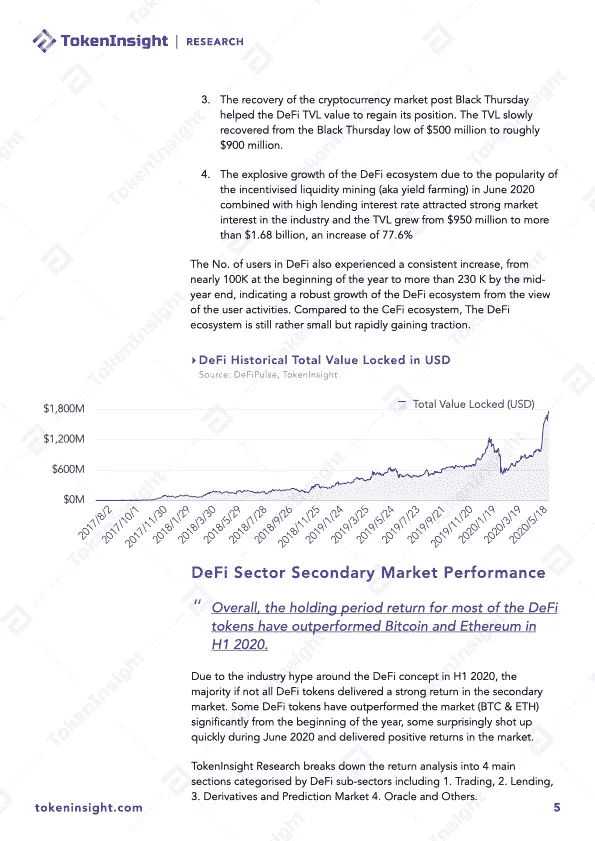 TokenInsight | RESEARCH
3. The recovery of the cryptocurrency market post Black Thursday
helped the DeFi TVL value to regain its position. The TVL slowly
recovered from the Black Thursday low of $500 million to roughly
$900 million.
4. The explosive growth of the DeFi ecosystem due to the popularity of
the incentivised liquidity mining (aka yield farming) in June 2020
combined with high lending interest rate attracted strong market
interest in the industry and the TVL grew from $950 million to more
than $1.68 billion, an increase of 77.6%
The No. of users in DeFi also experienced a consistent increase, from
nearly 100K at the beginning of the year to more than 230 K by the mid-
year end, indicating a robust growth of the DeFi ecosystem from the view
of the user activities. Compared to the CeFi ecosystem, The DeFi
ecosystem is still rather small but rapidly gaining traction.
DeFi Historical Total Value Locked in USD
Source: DeFiPulse, TokenInsight
Total Value Locked (USD)
$1,800M
$1,200M
$600M
$0M
2017/8/2
2017/10/1
2017/11/30
2018/1/29
2018/3/30
2018/5/29
2018/7/28
2018/9/26
2018/11/25
2019/1/24
2019/3/25
2019/5/24
2019/7/23
2019/9/21
2019/11/20
2020/1/19
2020/3/19
2020/5/18
DeFi Sector Secondary Market Performance
" Overall, the holding period return for most of the DeFi
tokens have outperformed Bitcoin and Ethereum in
H1 2020.
Due to the industry hype around the DeFi concept in H1 2020, the
majority if not all DeFi tokens delivered a strong return in the secondary
market. Some DeFi tokens have outperformed the market (BTC & ETH)
significantly from the beginning of the year, some surprisingly shot up
quickly during June 2020 and delivered positive returns in the market.
TokenInsight Research breaks down the return analysis into 4 main
sections categorised by DeFi sub-sectors including 1. Trading, 2. Lending,
3. Derivatives and Prediction Market 4. Oracle and Others.
tokeninsight.com
5